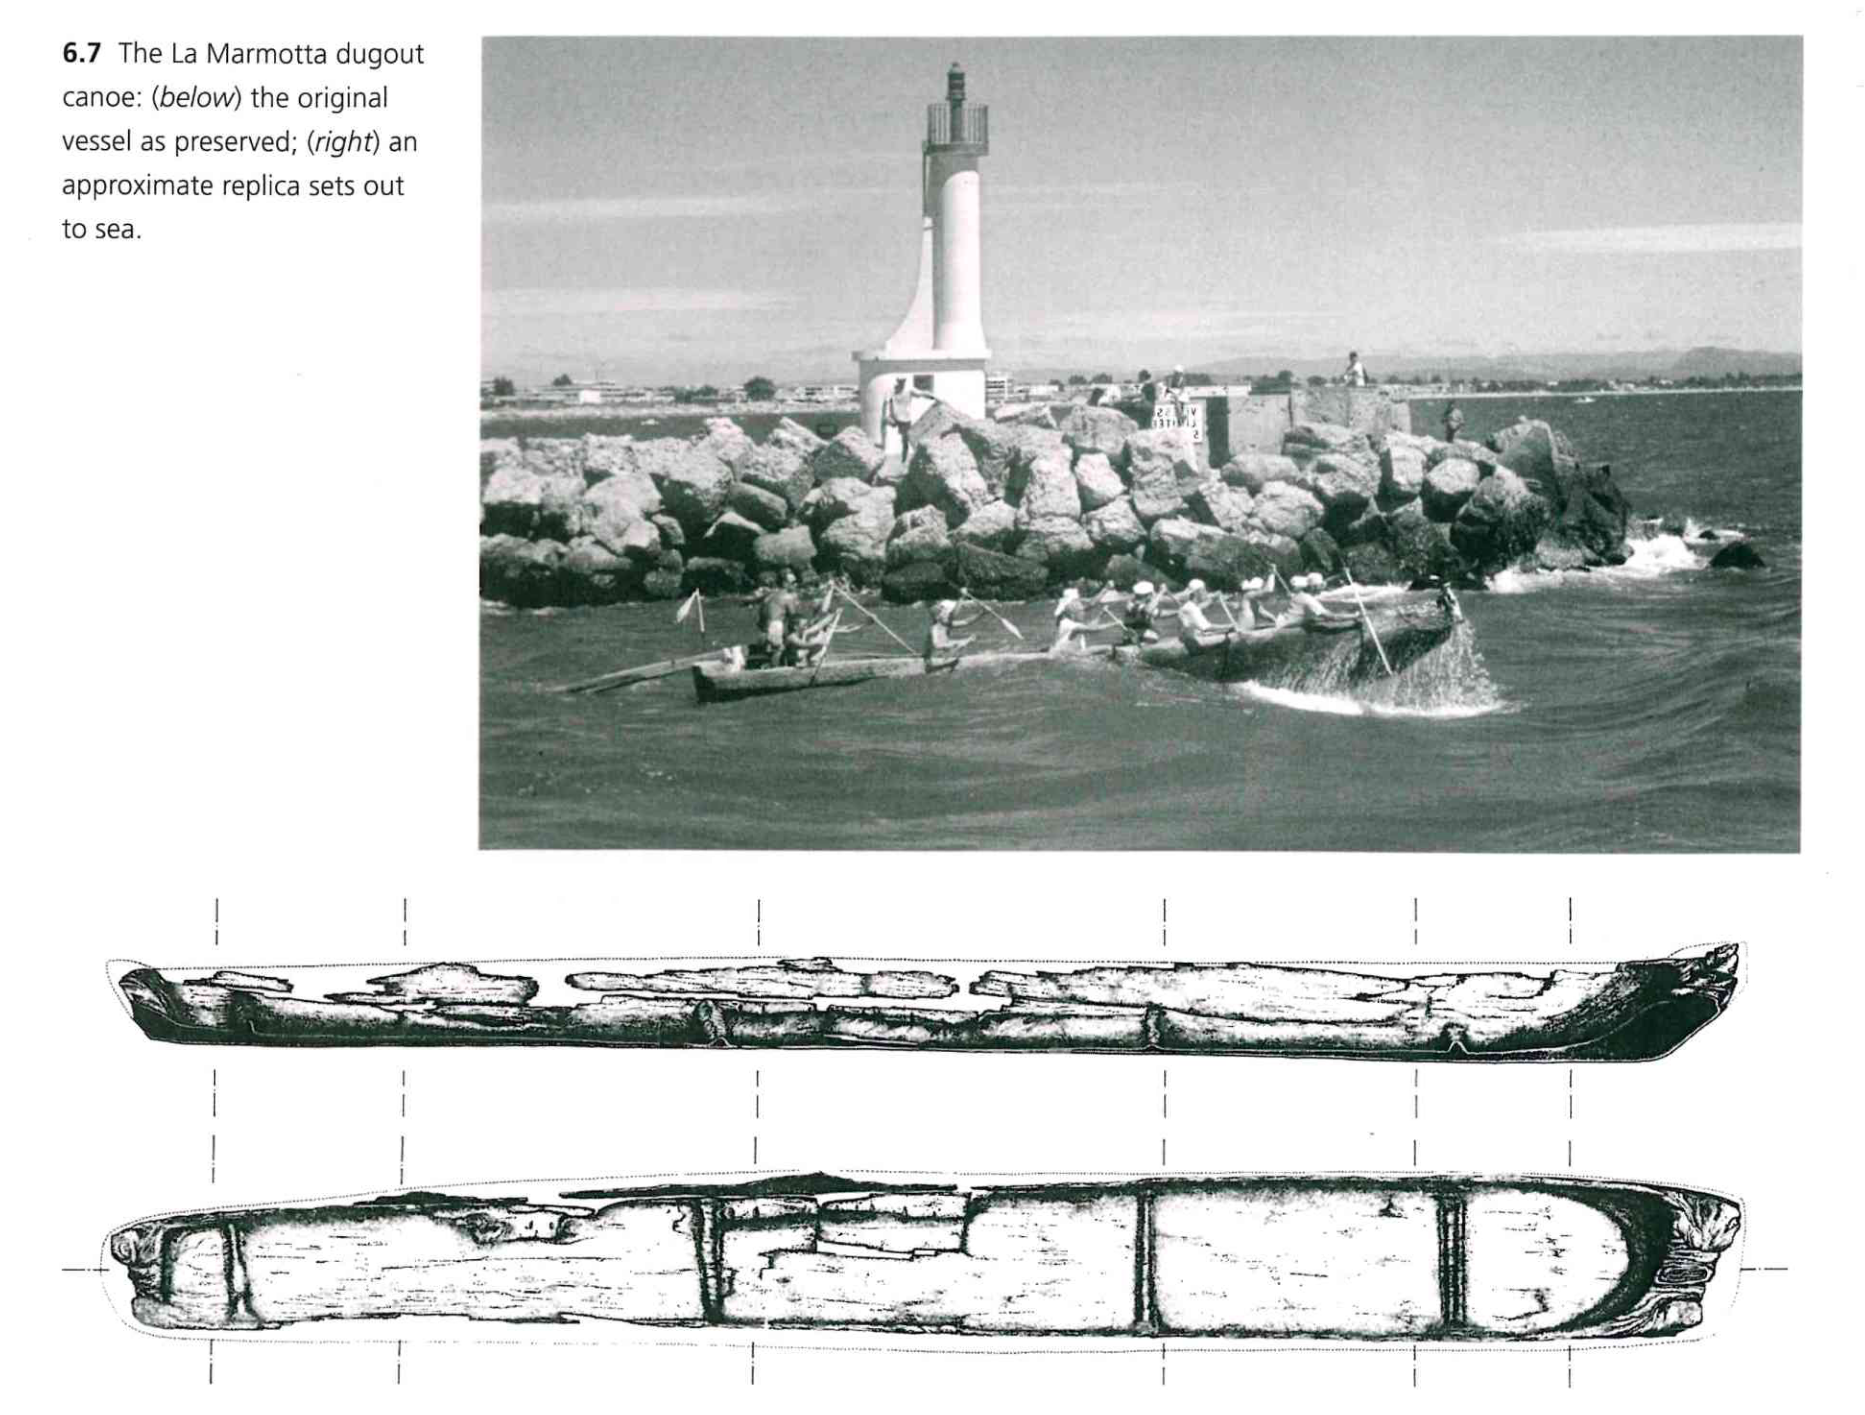 6.7 The La Marmotta dugout
canoe: (below) the original
vessel as preserved; (right) an
approximate replica sets out
to sea.